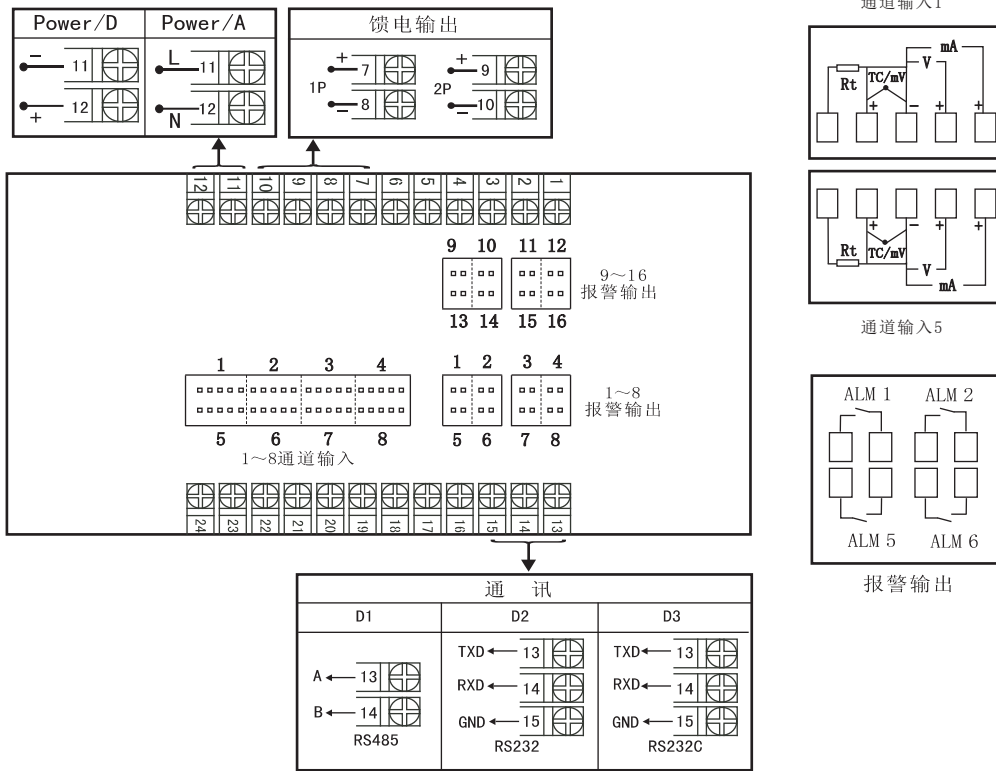 Power/D Power/A
- 11 L 11
+ 12 N 12
馈电输出
1P + 7 - 8
2P + 9 - 10
12 11 10 9 8 7 6 5 4 3 2 1
9 10 11 12
13 14 15 16
9～16
报警输出
1 2 3 4
5 6 7 8
1～8通道输入
1 2 3 4
5 6 7 8
1～8
报警输出
24 23 22 21 20 19 18 17 16 15 14 13
通 讯
D1 D2 D3
A 13
B 14
RS485
TXD 13
RXD 14
GND 15
RS232
TXD 13
RXD 14
GND 15
RS232C
通道输入1
mA
V
Rt TC/mV
+ - + +
+ - + +
Rt TC/mV
V
mA
通道输入5
ALM 1 ALM 2
ALM 5 ALM 6
报警输出